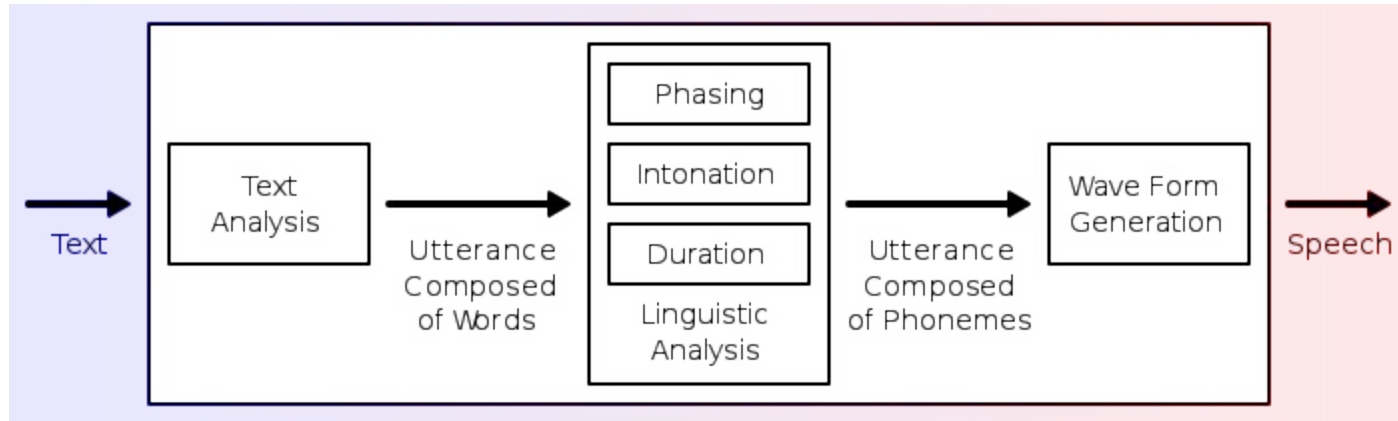 Text
Text
Analysis
Utterance
Composed
of Words
Phasing
Intonation
Duration
Linguistic
Analysis
Utterance
Composed
of Phonemes
Wave Form
Generation
Speech